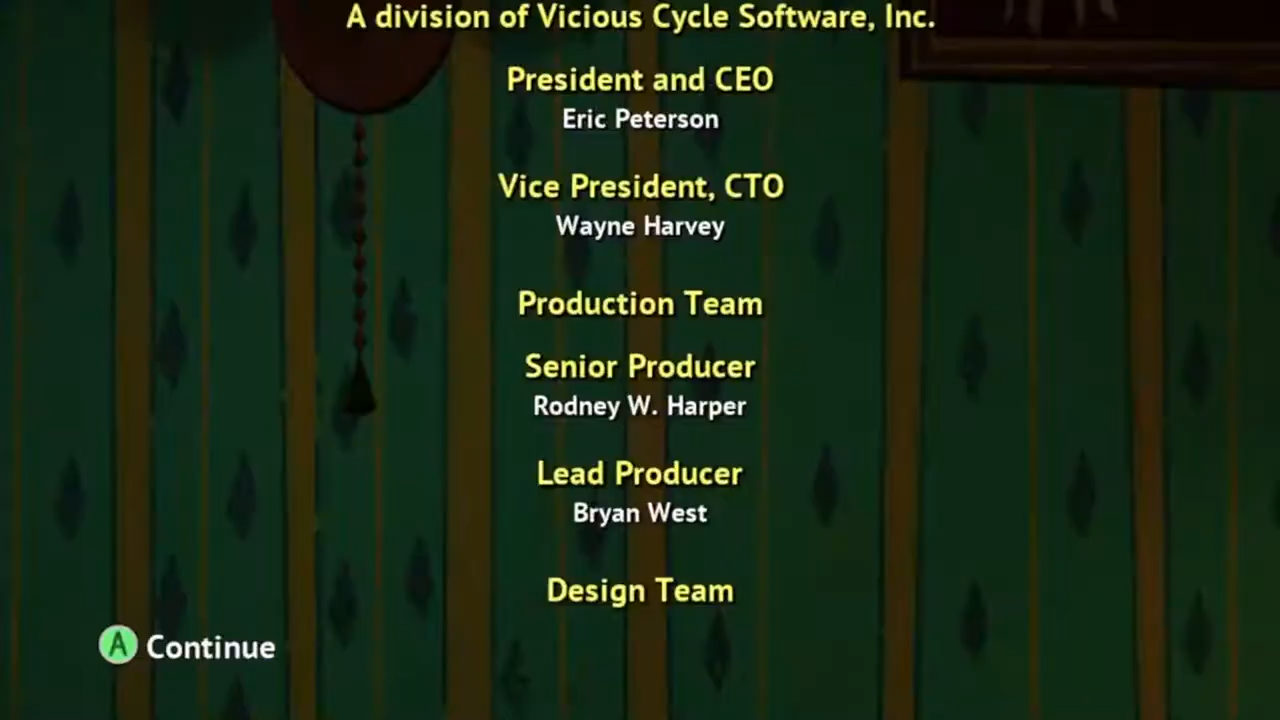 A division of Vicious Cycle Software, Inc.
President and CEO
Eric Peterson
Vice President, CTO
Wayne Harvey
Production Team
Senior Producer
Rodney W. Harper
Lead Producer
Bryan West
Design Team
A Continue